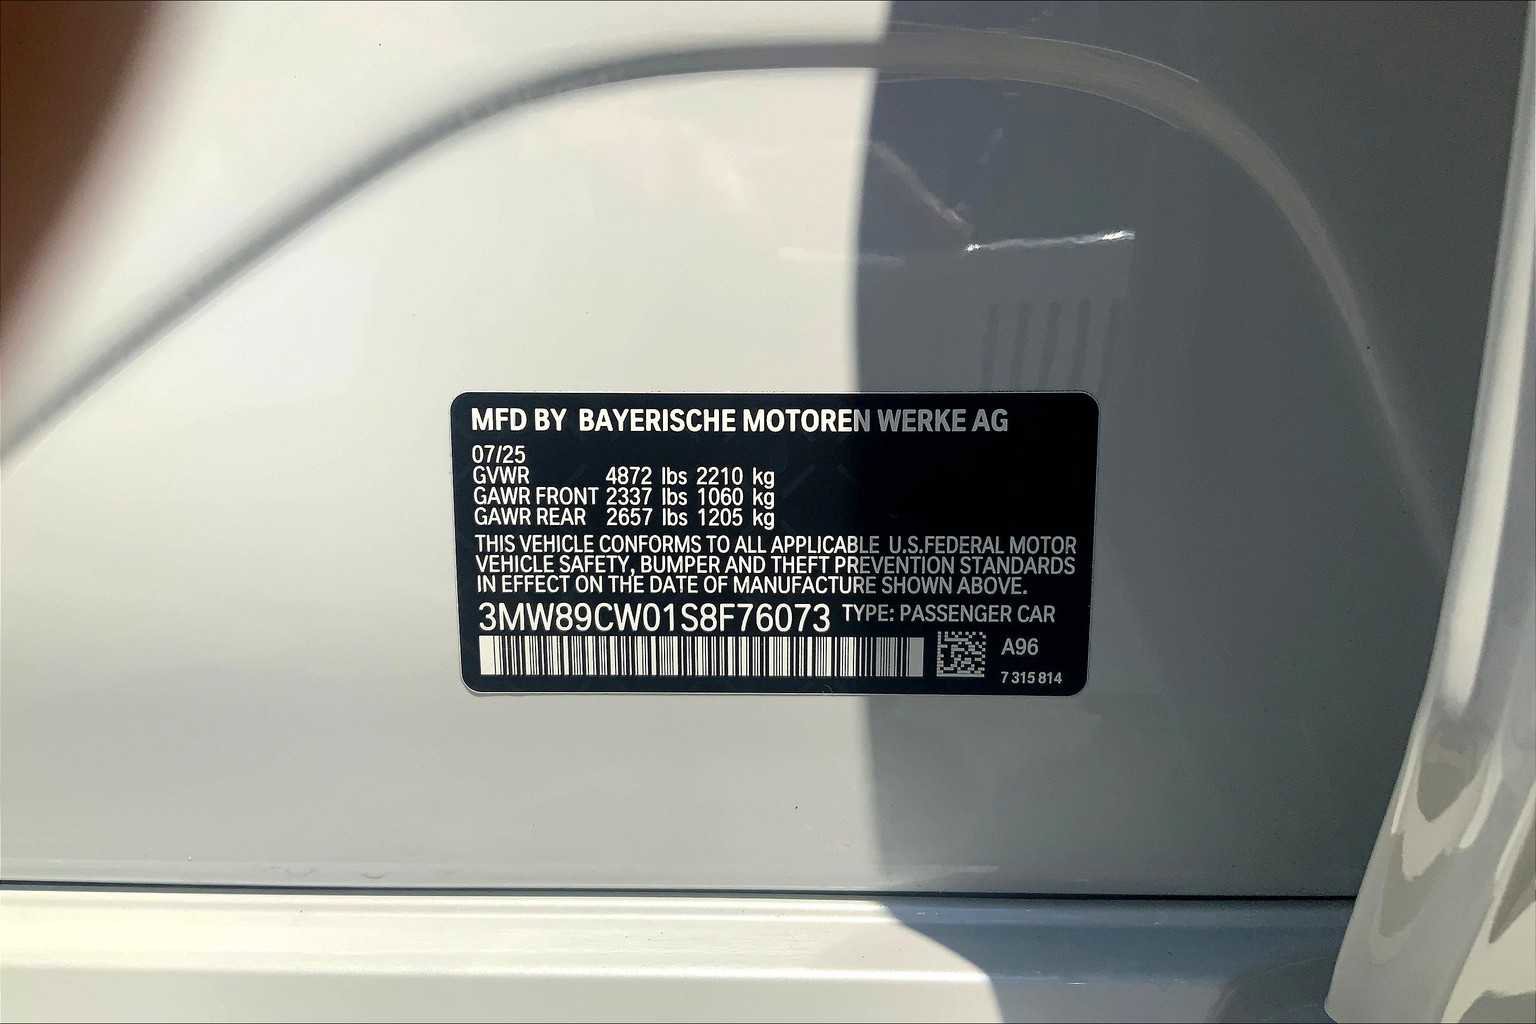 MFD BY BAYERISCHE MOTOREN WERKE AG
07/25
GVWR 4872 lbs 2210 kg
GAWR FRONT 2337 lbs 1060 kg
GAWR REAR 2657 lbs 1205 kg
THIS VEHICLE CONFORMS TO ALL APPLICABLE U.S.FEDERAL MOTOR
VEHICLE SAFETY, BUMPER AND THEFT PREVENTION STANDARDS
IN EFFECT ON THE DATE OF MANUFACTURE SHOWN ABOVE.
3MW89CW01S8F76073 TYPE: PASSENGER CAR
A96
7 315 814